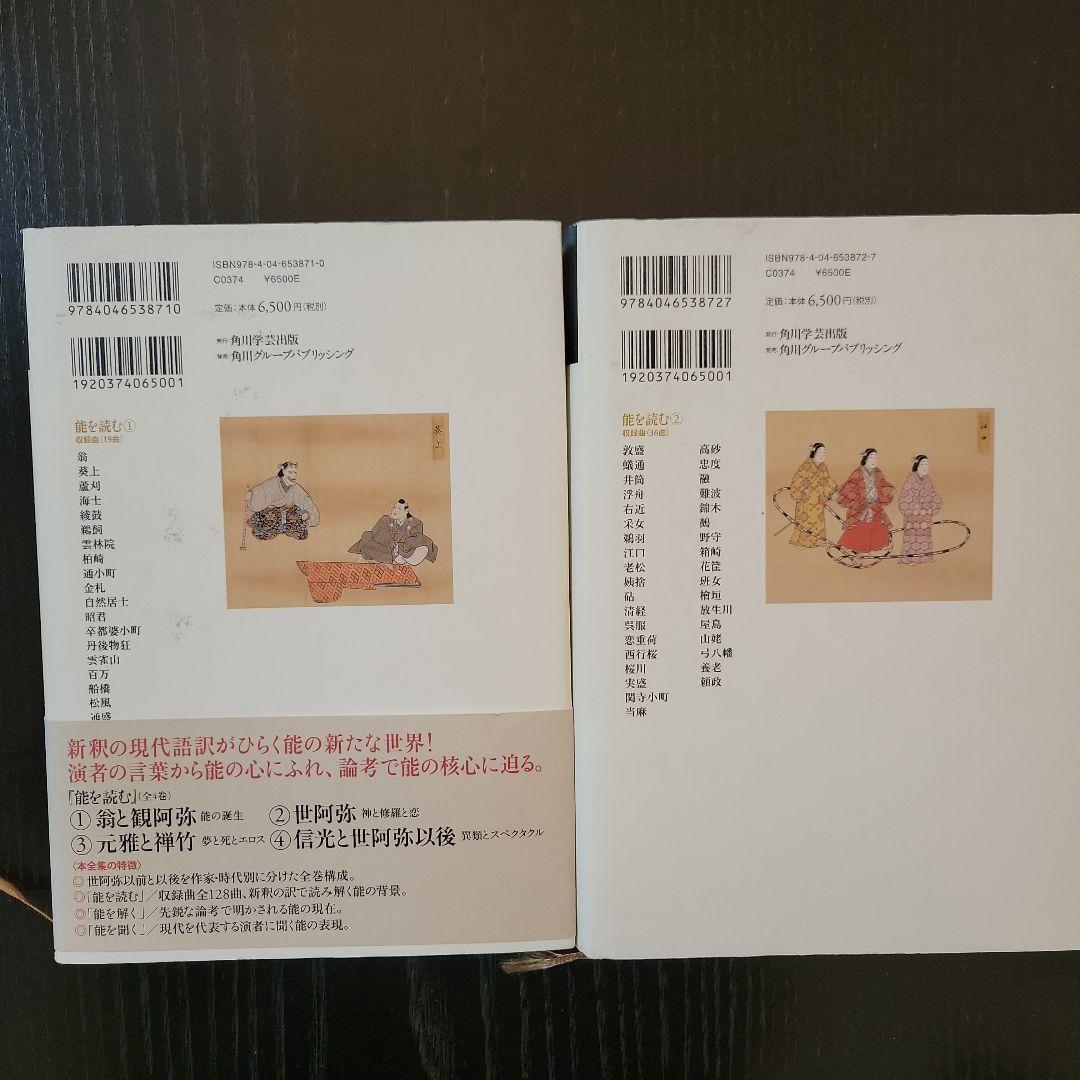 ISBN978-4-04-653871-0
C0374 ¥6500E
9784046538710
定価:本体6,500円(税別)
発行:角川学芸出版
発売:角川グループパブリッシング
1920374065001
能を読む①
収録曲(19曲)
翁
葵上
蘆刈
海士
綾鼓
鵜飼
雲林院
柏崎
通小町
金札
自然居士
昭君
卒都婆小町
丹後物狂
雲雀山
百万
船橋
松風
通盛
葵上
新釈の現代語訳がひらく能の新たな世界!
演者の言葉から能の心にふれ、論考で能の核心に迫る。
『能を読む』(全4巻)
①翁と観阿弥 能の誕生 ②世阿弥 神と修羅と恋
③元雅と禅竹 夢と死とエロス ④信光と世阿弥以後 異類とスペクタクル
〈本全集の特徴〉
◎世阿弥以前と以後を作家・時代別に分けた全巻構成。
◎「能を読む」/収録曲全128曲、新釈の訳で読み解く能の背景。
◎「能を解く」/先鋭な論考で明かされる能の現在。
◎「能を聞く」/現代を代表する演者に聞く能の表現。
ISBN978-4-04-653872-7
C0374 ¥6500E
9784046538727
定価:本体6,500円(税別)
発行:角川学芸出版
発売:角川グループパブリッシング
1920374065001
能を読む②
収録曲(36曲)
敦盛
蟻通
井筒
浮舟
右近
采女
鵜羽
江口
老松
姨捨
砧
清経
呉服
恋重荷
西行桜
桜川
実盛
関寺小町
当麻
高砂
忠度
融
難波
錦木
鵺
野守
箱崎
花筐
班女
檜垣
放生川
屋島
山姥
弓八幡
養老
頼政
江口